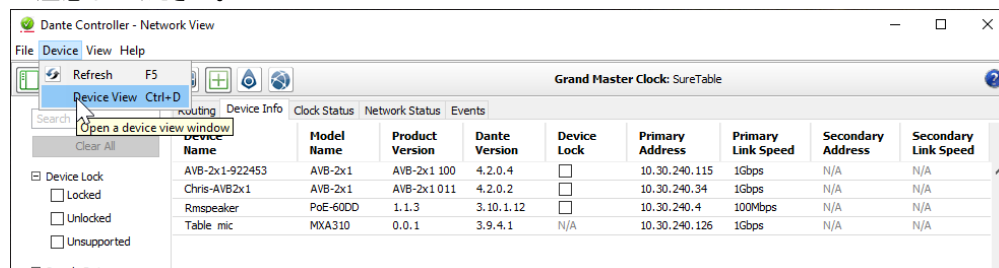 Dante Controller - Network View
File Device View Help
Refresh F5
Grand Master Clock: SureTable
?
Device View Ctrl+D
Search
Routing Device Info Clock Status Network Status Events
Open a device view window
Clear All
Device Name Model Name Product Version Dante Version Device Lock Primary Address Primary Link Speed Secondary Address Secondary Link Speed
AVB-2x1-922453 AVB-2x1 AVB-2x1 100 4.2.0.4 10.30.240.115 1Gbps N/A N/A
Device Lock
Chris-AVB2x1 AVB-2x1 AVB-2x1 011 4.2.0.2 10.30.240.34 1Gbps N/A N/A
Locked
Rmspeaker PoE-60DD 1.1.3 3.10.1.12 10.30.240.4 100Mbps N/A N/A
Unlocked
Table mic MXA310 0.0.1 3.9.4.1 N/A 10.30.240.126 1Gbps N/A N/A
Unsupported